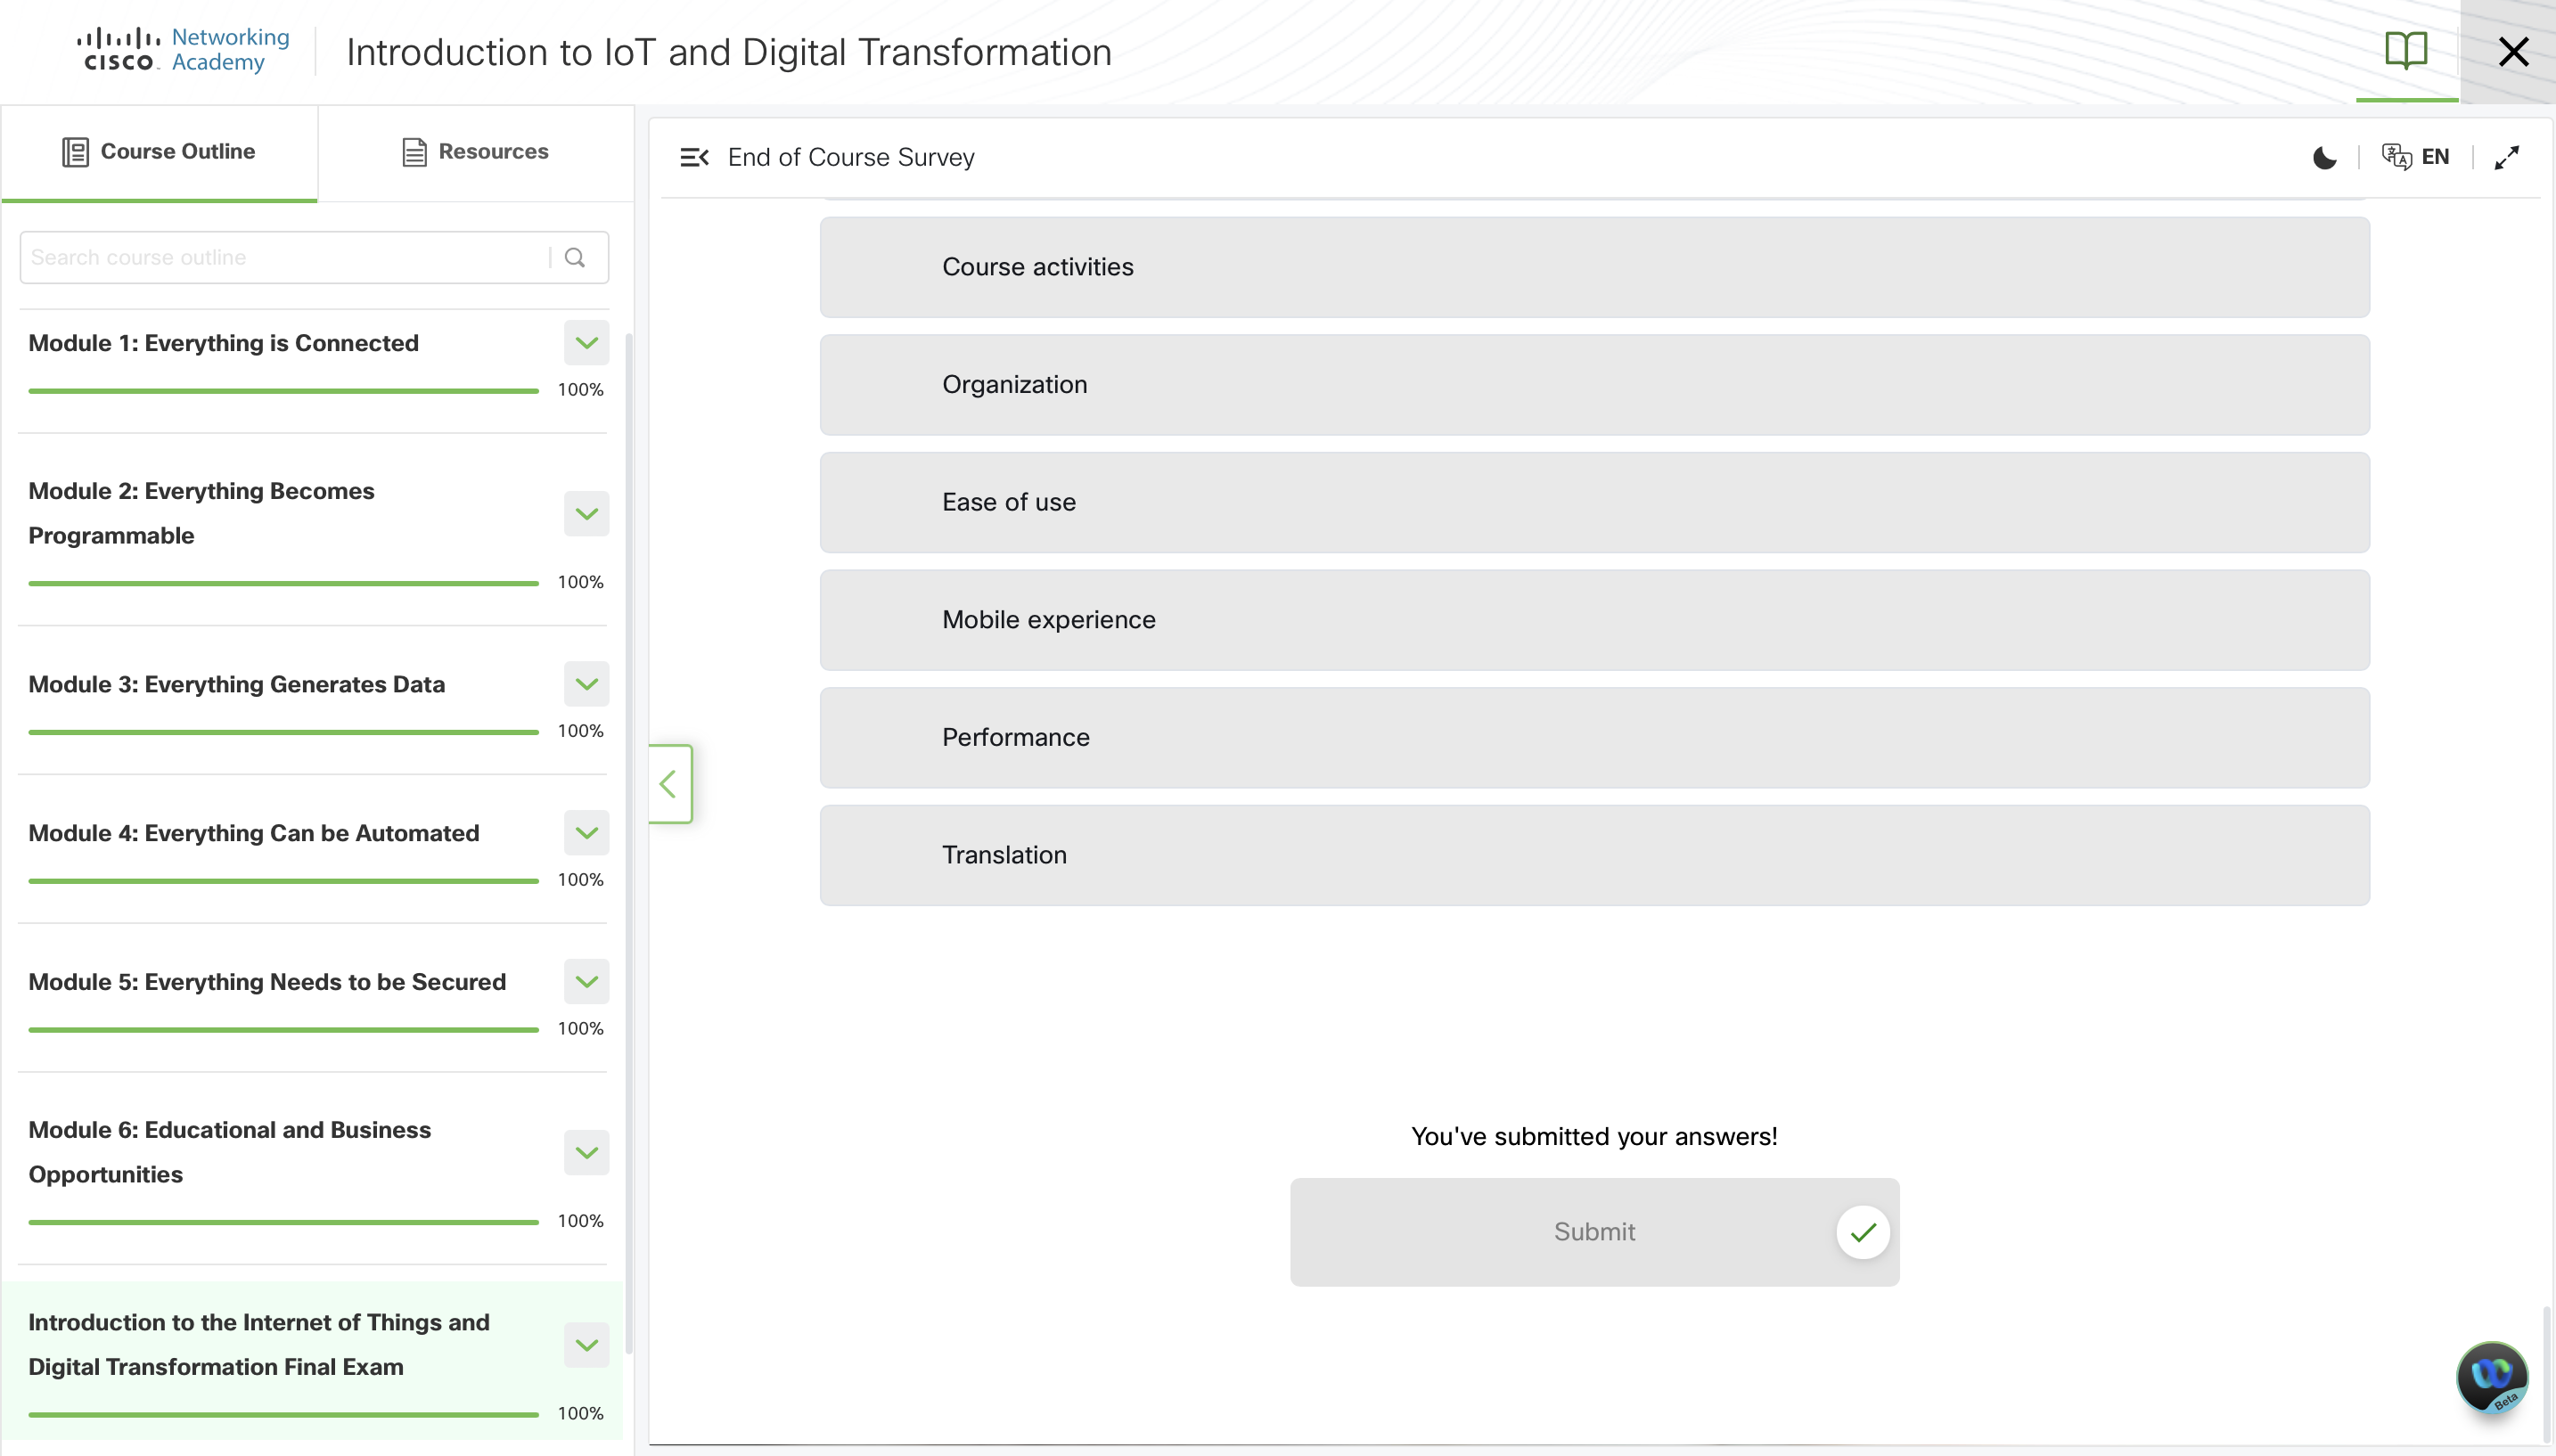 CISCO
Networking
Academy
Introduction to IoT and Digital Transformation
Course Outline
Resources
Search course outline
Module 1: Everything is Connected
100%
Module 2: Everything Becomes
Programmable
100%
Module 3: Everything Generates Data
100%
Module 4: Everything Can be Automated
100%
Module 5: Everything Needs to be Secured
100%
Module 6: Educational and Business
Opportunities
100%
Introduction to the Internet of Things and
Digital Transformation Final Exam
100%
End of Course Survey
EN
Course activities
Organization
Ease of use
Mobile experience
Performance
Translation
You've submitted your answers!
Submit
Beta